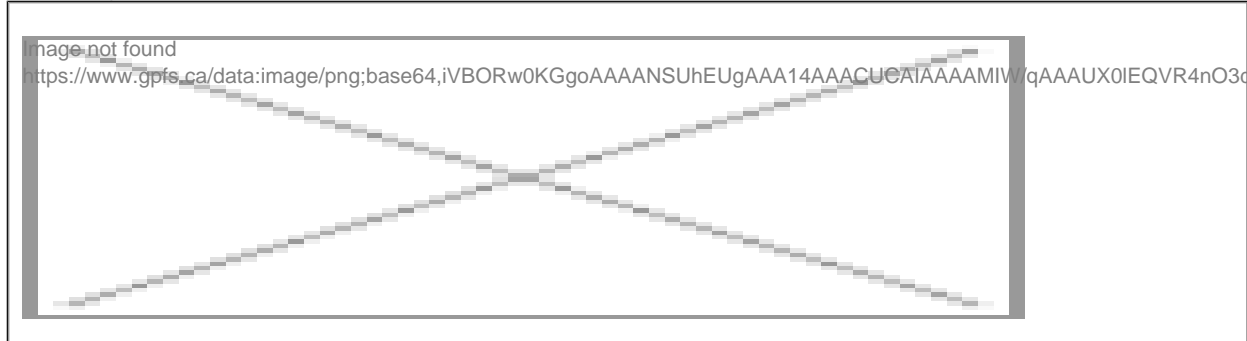 Image not found
https://www.gpfs.ca/data:image/png;base64,iVBORw0KGgoAAAANSUhEUgAAA14AAACUCAIAAAAMIW/qAAAUX0lEQVR4nO3c